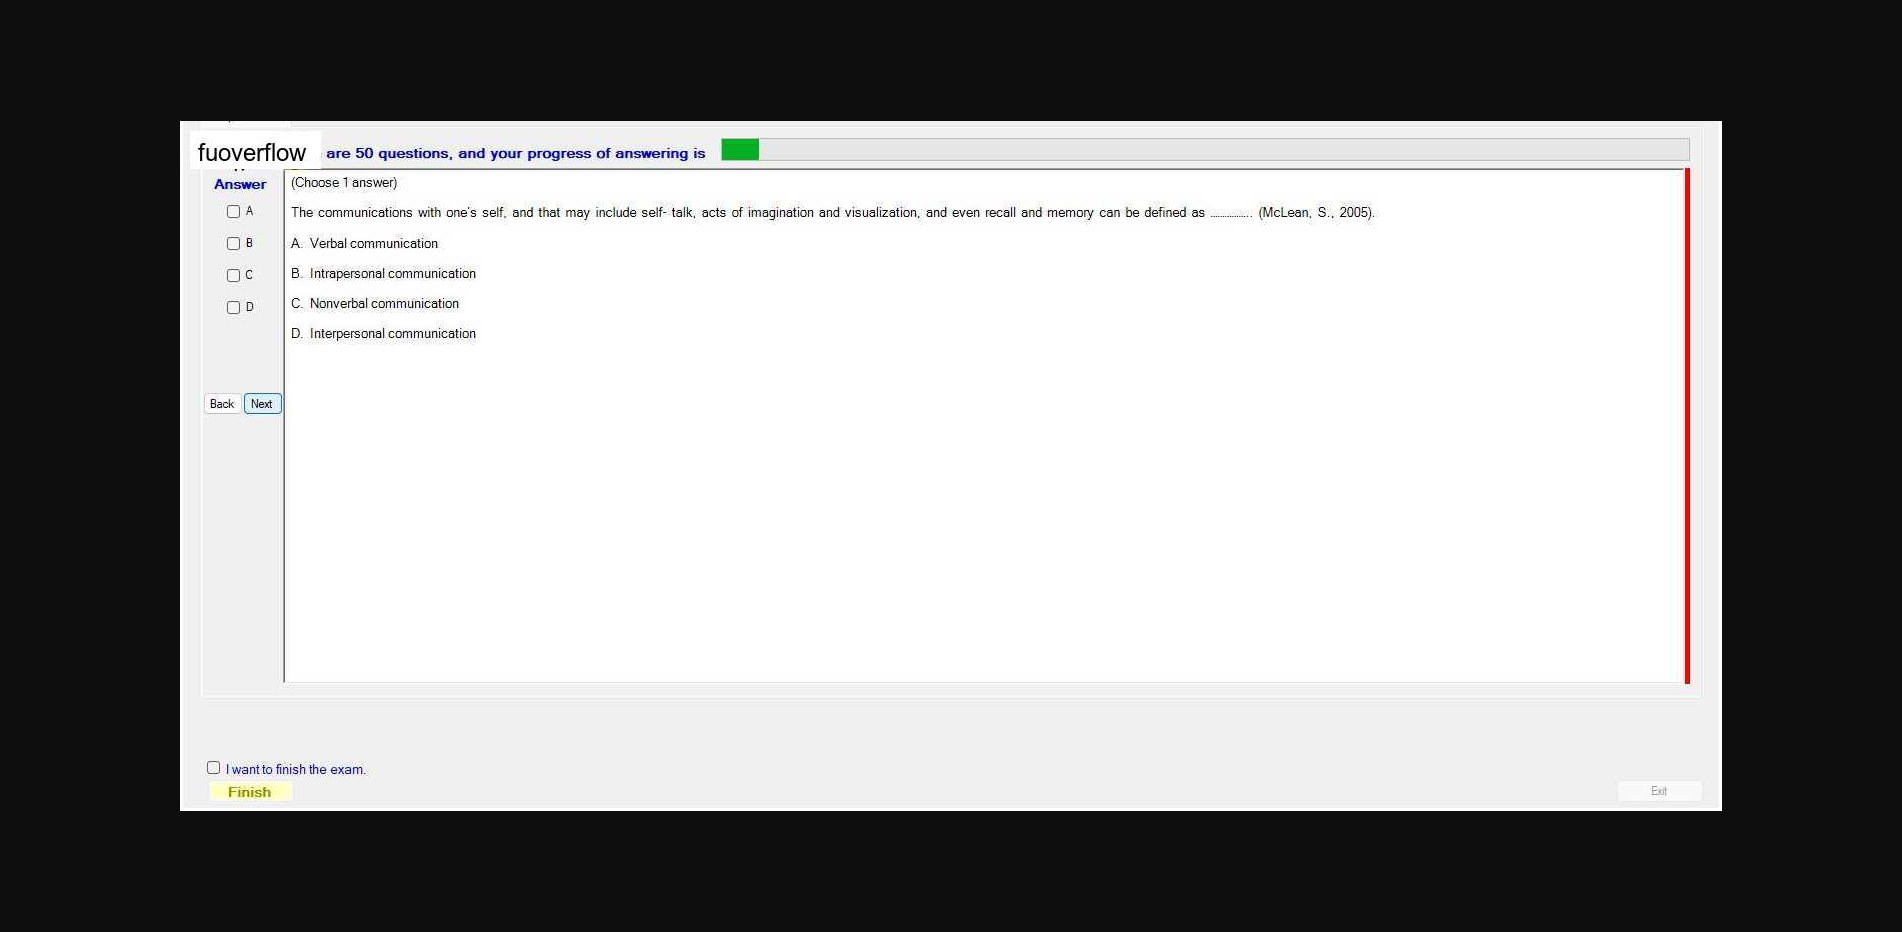 fuoverflow are 50 questions, and your progress of answering is
Answer
(Choose 1 answer)
A
The communications with one's self, and that may include self- talk, acts of imagination and visualization, and even recall and memory can be defined as ................ (McLean, S., 2005).
B
A. Verbal communication
C
B. Intrapersonal communication
D
C. Nonverbal communication
D. Interpersonal communication
Back Next
I want to finish the exam.
Finish
Exit